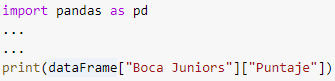 import pandas as pd
...
...
print(dataFrame["Boca Juniors"]["Puntaje"])